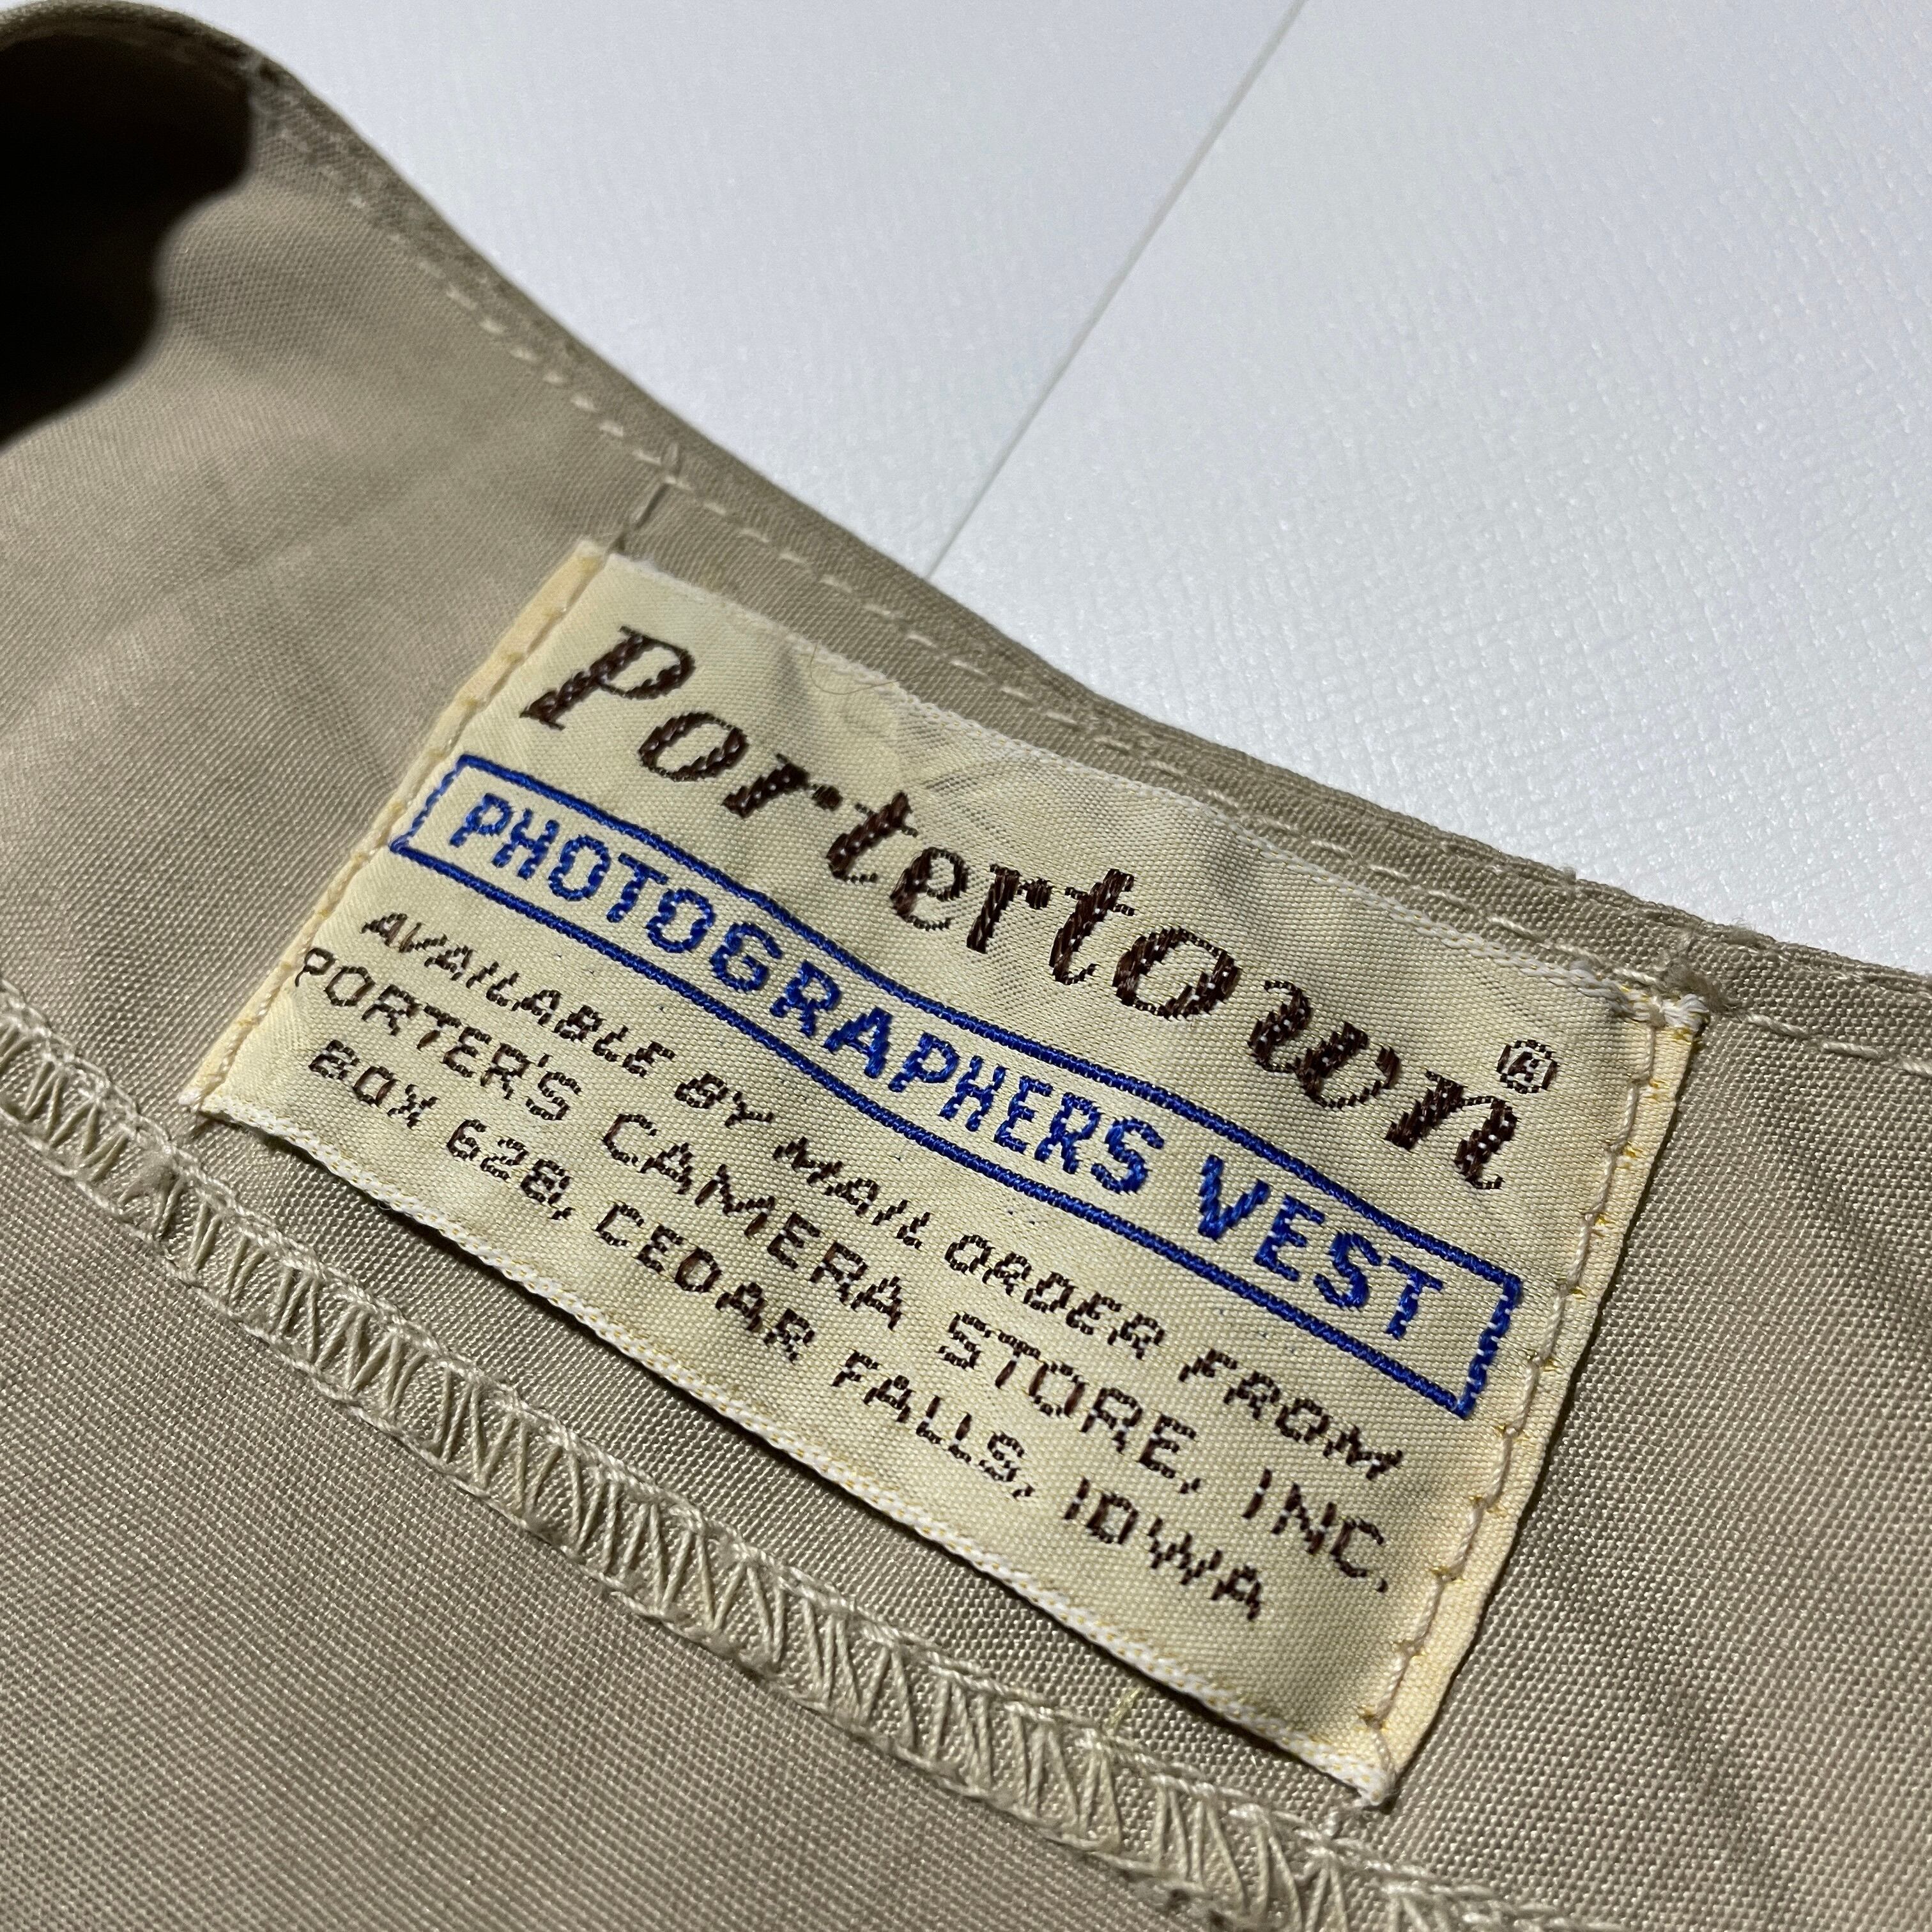 Portertown®
PHOTOGRAPHERS VEST
AVAILABLE BY MAIL ORDER FROM
PORTER'S CAMERA STORE, INC.
BOX 628, CEDAR FALLS, IOWA